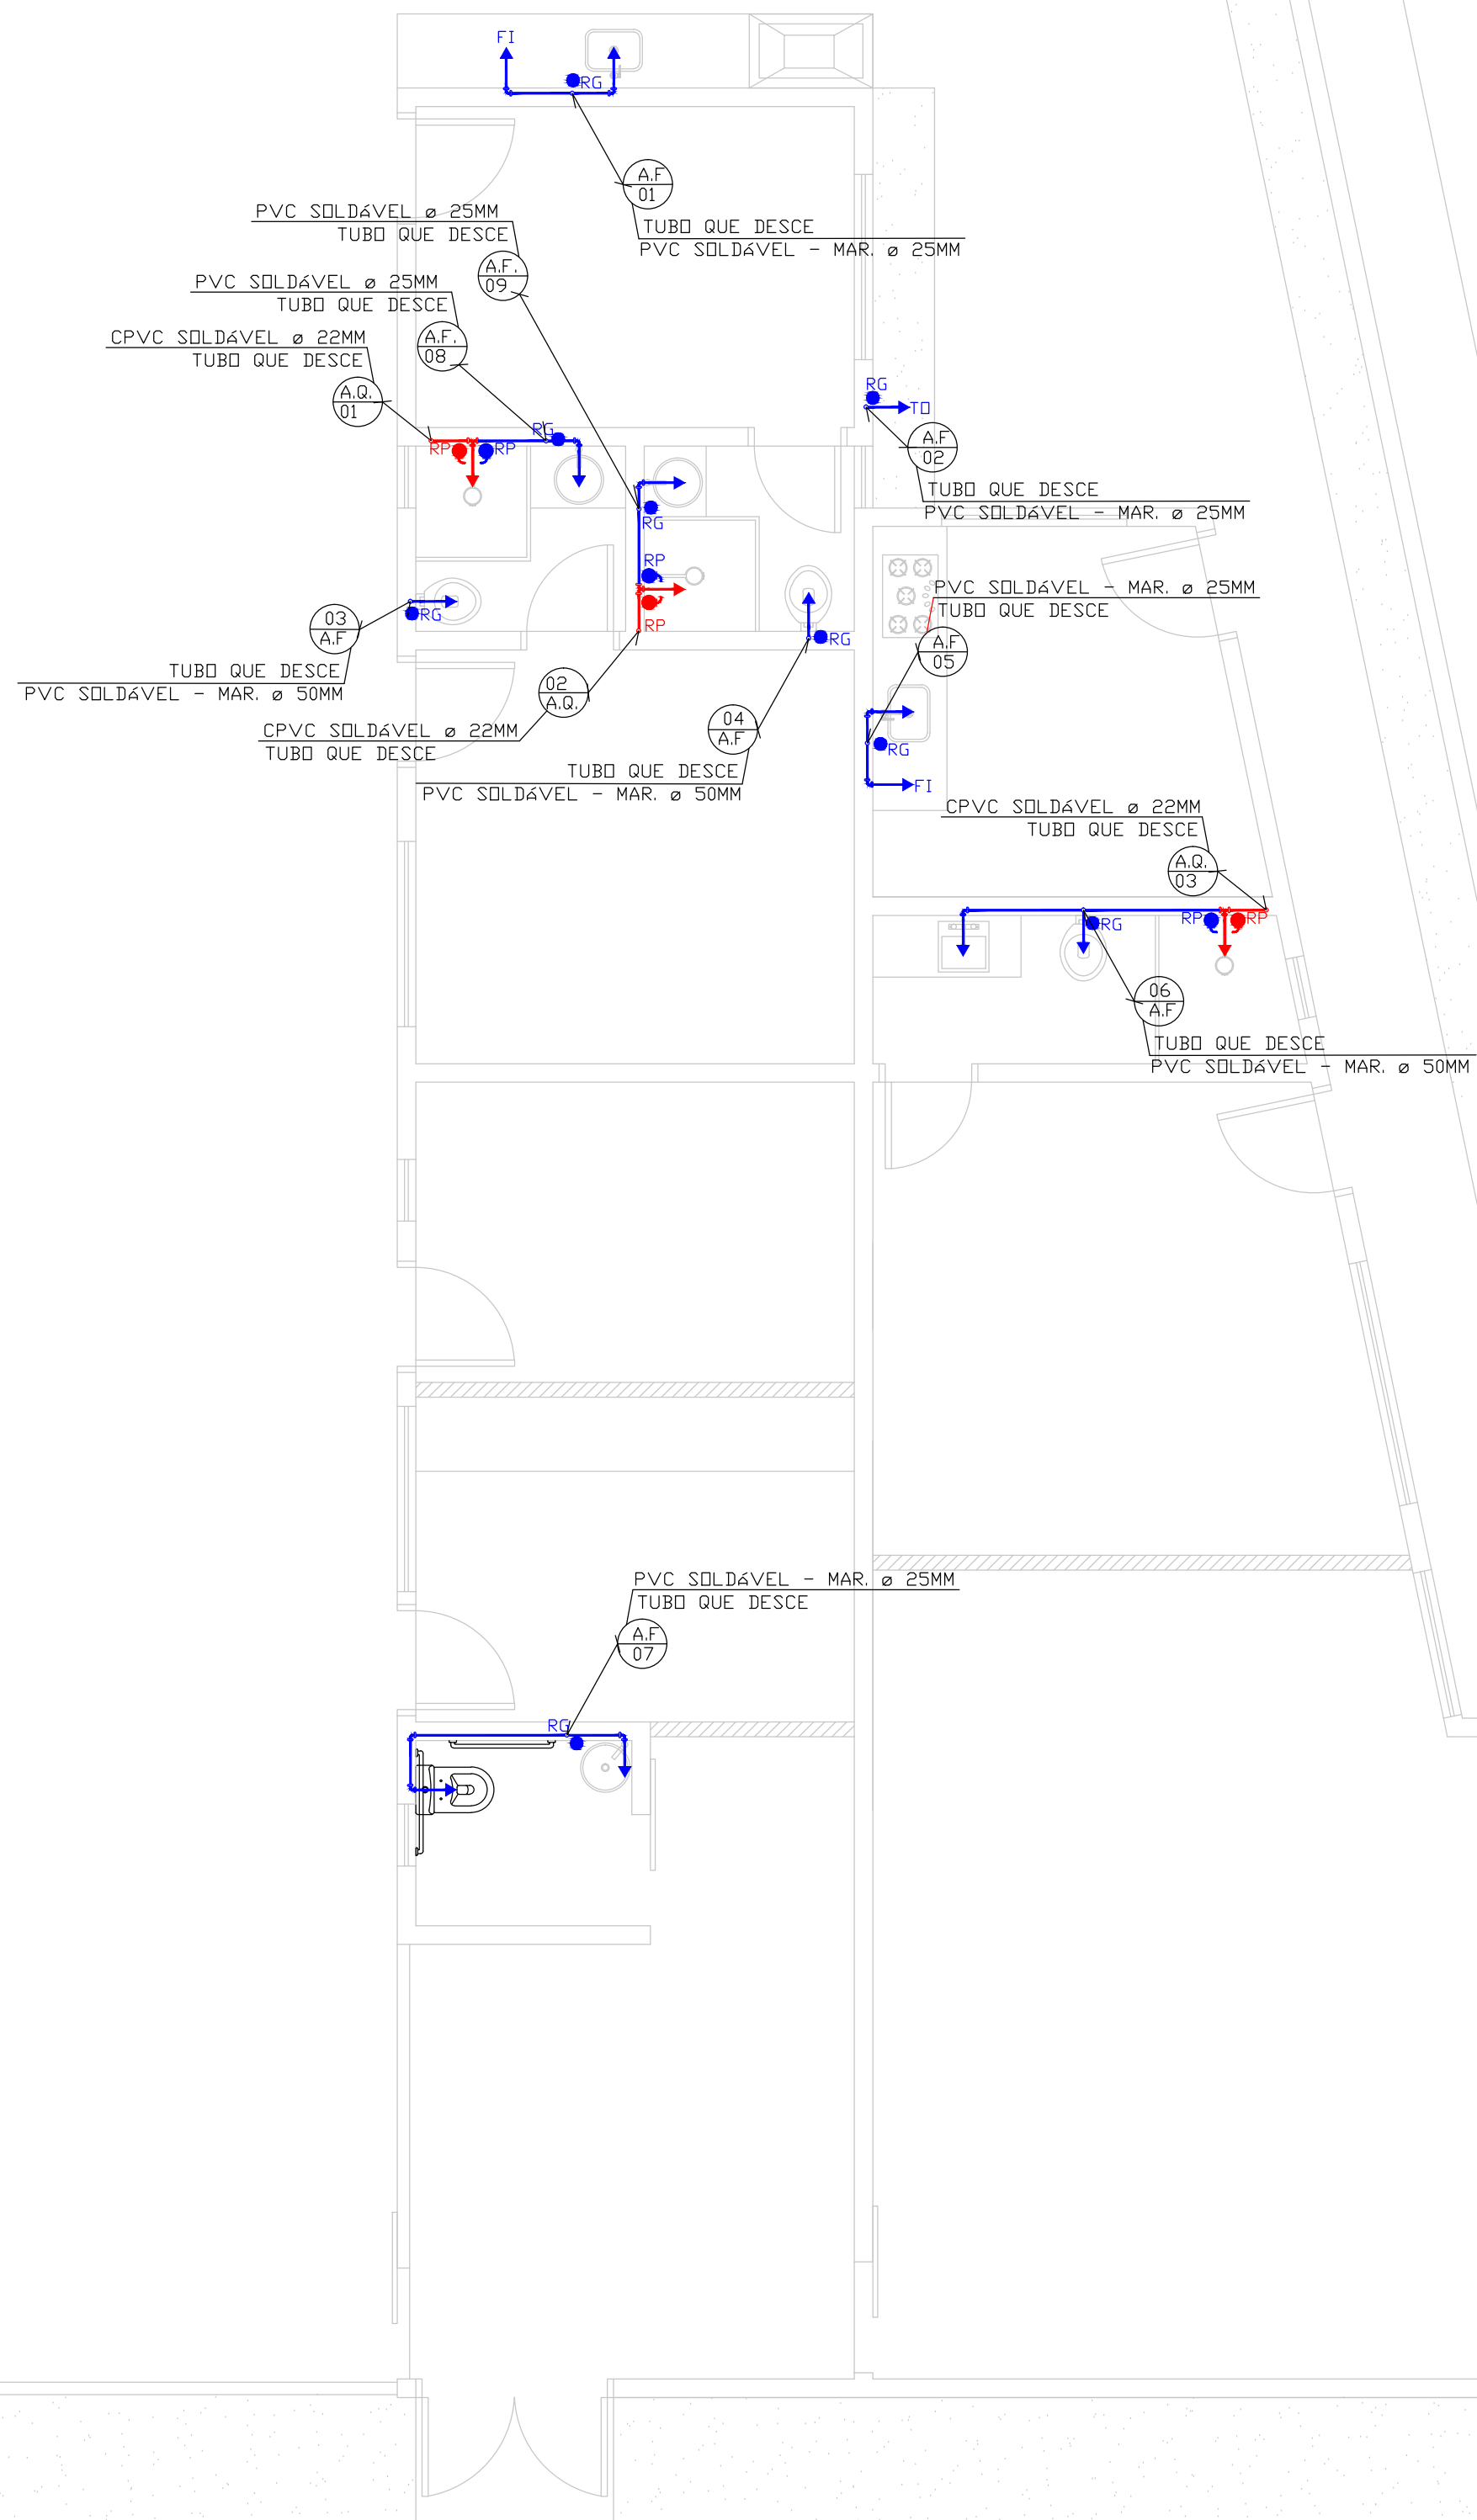 FI
RG
A.F
01
TUBO QUE DESCE
PVC SOLDÁVEL - MAR. ø 25MM
PVC SOLDÁVEL ø 25MM
TUBO QUE DESCE
A.F.
09
PVC SOLDÁVEL ø 25MM
TUBO QUE DESCE
A.F.
08
CPVC SOLDÁVEL ø 22MM
TUBO QUE DESCE
A.Q.
01
RG
TO
RG
RP
RP
A.F
02
TUBO QUE DESCE
PVC SOLDÁVEL - MAR. ø 25MM
RG
RP
RP
PVC SOLDÁVEL - MAR. ø 25MM
TUBO QUE DESCE
A.F
05
03
A.F
RG
TUBO QUE DESCE
PVC SOLDÁVEL - MAR. ø 50MM
RG
02
A.Q.
CPVC SOLDÁVEL ø 22MM
TUBO QUE DESCE
04
A.F
TUBO QUE DESCE
PVC SOLDÁVEL - MAR. ø 50MM
RG
FI
CPVC SOLDÁVEL ø 22MM
TUBO QUE DESCE
A.Q.
03
RG
RP
RP
06
A.F
TUBO QUE DESCE
PVC SOLDÁVEL - MAR. ø 50MM
PVC SOLDÁVEL - MAR. ø 25MM
TUBO QUE DESCE
A.F
07
RG